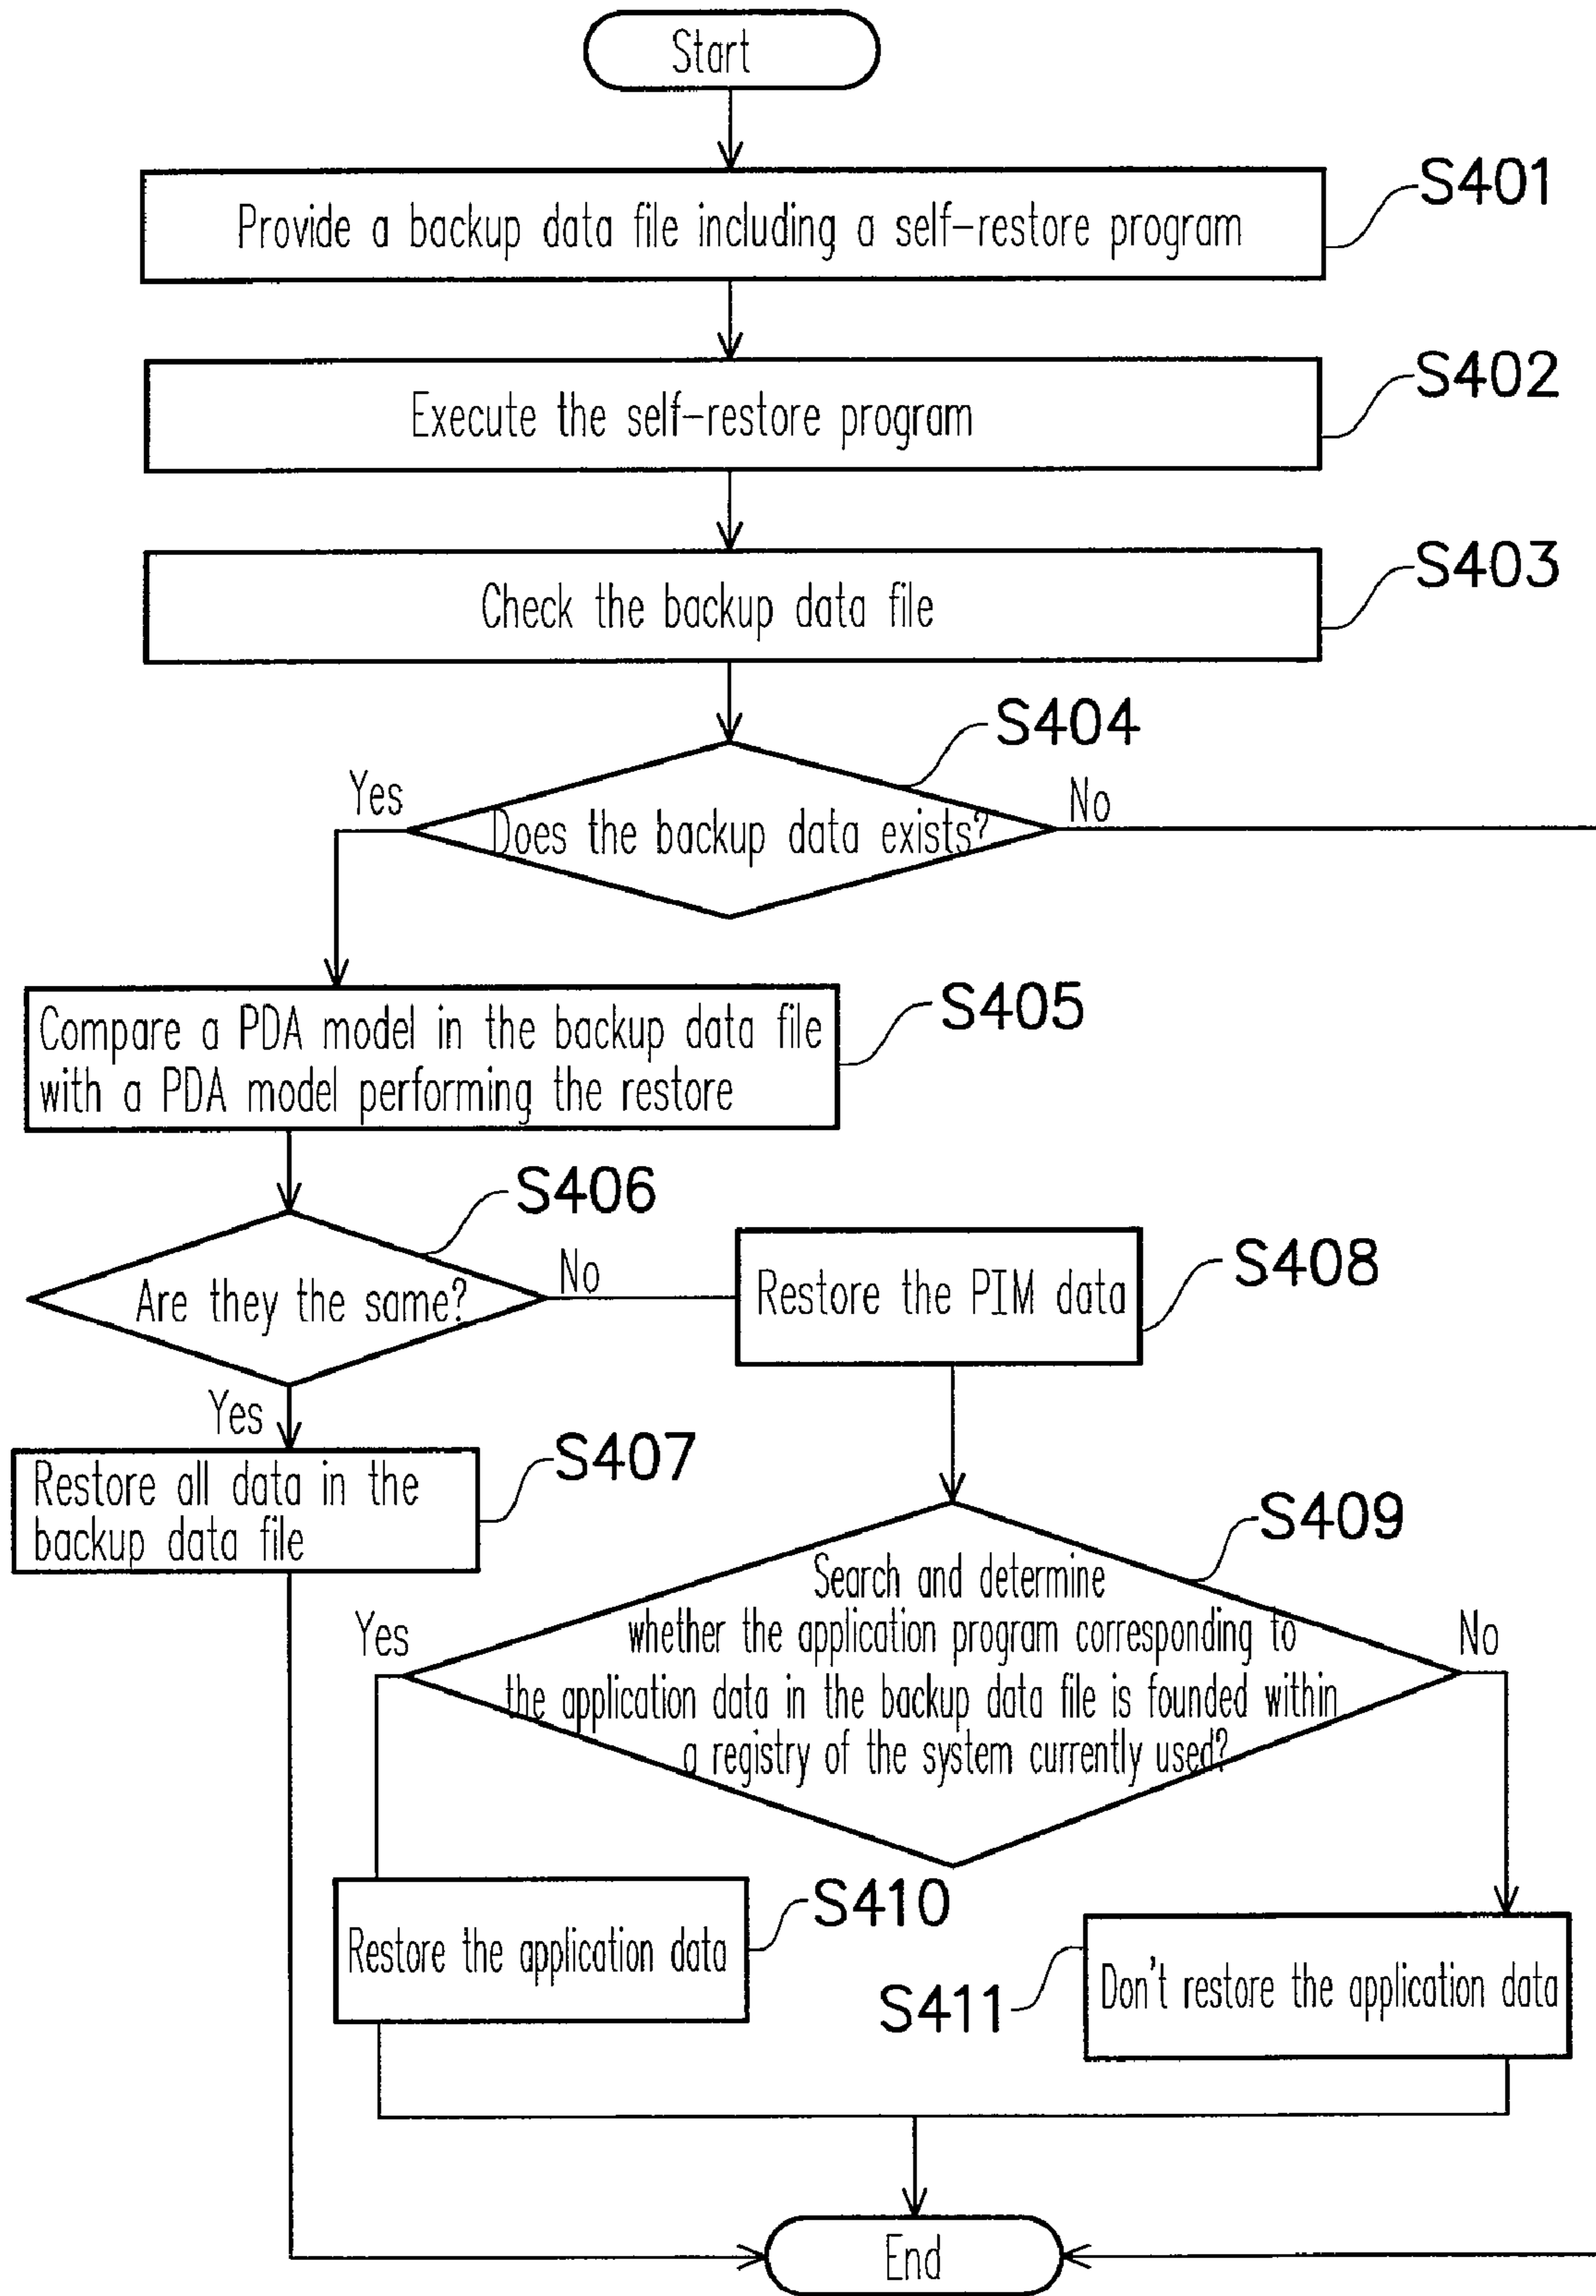 Start
Provide a backup data file including a self-restore program
S401
Execute the self-restore program
S402
Check the backup data file
S403
S404
Yes
Does the backup data exists?
No
Compare a PDA model in the backup data file
with a PDA model performing the restore
S405
S406
Are they the same?
No
Restore the PIM data
S408
Yes
Restore all data in the
backup data file
S407
S409
Search and determine
whether the application program corresponding to
the application data in the backup data file is founded within
a registry of the system currently used?
Yes
No
Restore the application data
S410
S411
Don't restore the application data
End